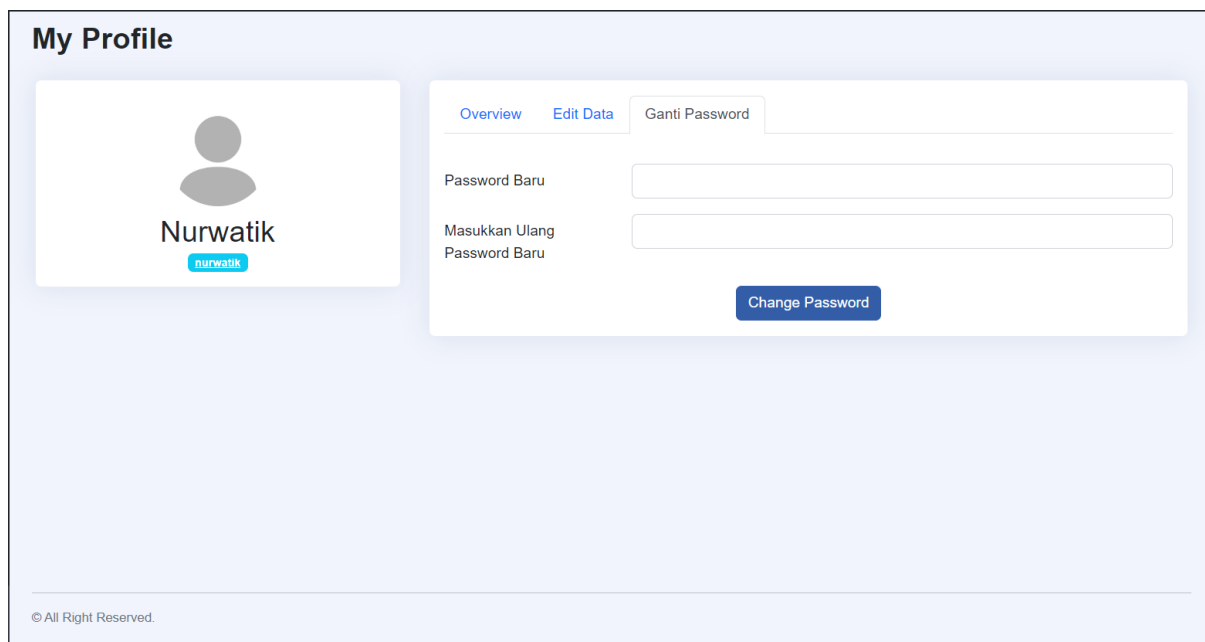 My Profile
Nurwatik
nurwatik
Overview Edit Data Ganti Password
Password Baru
Masukkan Ulang
Password Baru
Change Password
© All Right Reserved.